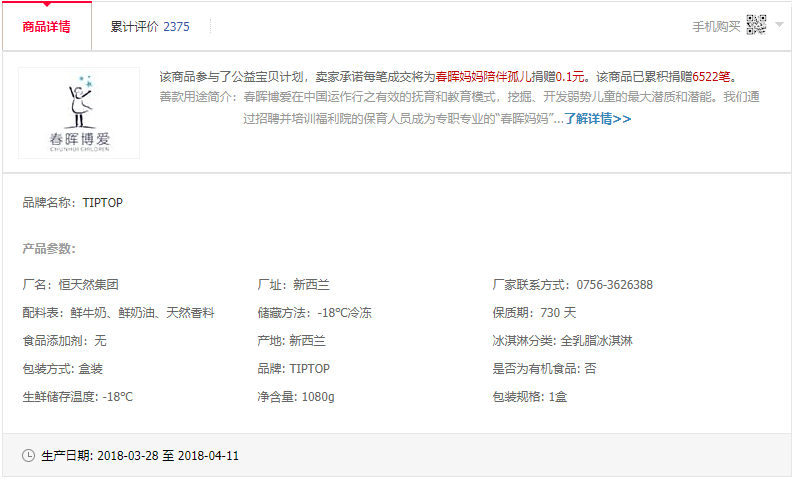 商品详情
累计评价 2375
手机购买
该商品参与了公益宝贝计划，卖家承诺每笔成交将为春晖妈妈陪伴孤儿捐赠0.1元。该商品已累积捐赠6522笔。
善款用途简介：春晖博爱在中国运作行之有效的抚育和教育模式，挖掘、开发弱势儿童的最大潜质和潜能。我们通
过招聘并培训福利院的保育人员成为专职专业的“春晖妈妈”...了解详情>>
春晖博爱
CHUNHUI CHILDREN
品牌名称：TIPTOP
产品参数：
厂名：恒天然集团
厂址：新西兰
厂家联系方式：0756-3626388
配料表：鲜牛奶、鲜奶油、天然香料
储藏方法：-18℃冷冻
保质期：730 天
食品添加剂：无
产地: 新西兰
冰淇淋分类: 全乳脂冰淇淋
包装方式: 盒装
品牌: TIPTOP
是否为有机食品: 否
生鲜储存温度: -18℃
净含量: 1080g
包装规格: 1盒
生产日期: 2018-03-28 至 2018-04-11